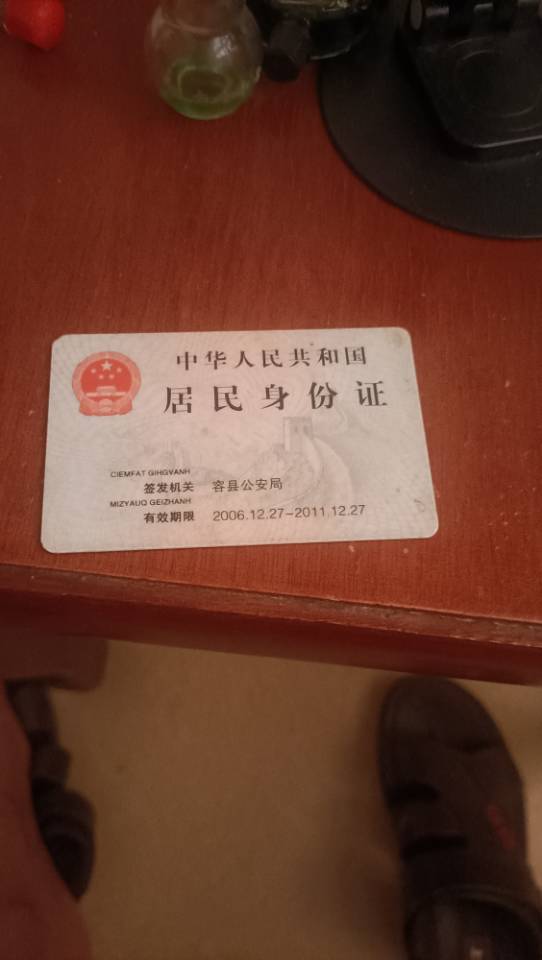 中华人民共和国
居民身份证
CIEMFAT GIHGVANH
签发机关 容县公安局
MIZYAUQ GEIZHANH
有效期限 2006.12.27-2011.12.27